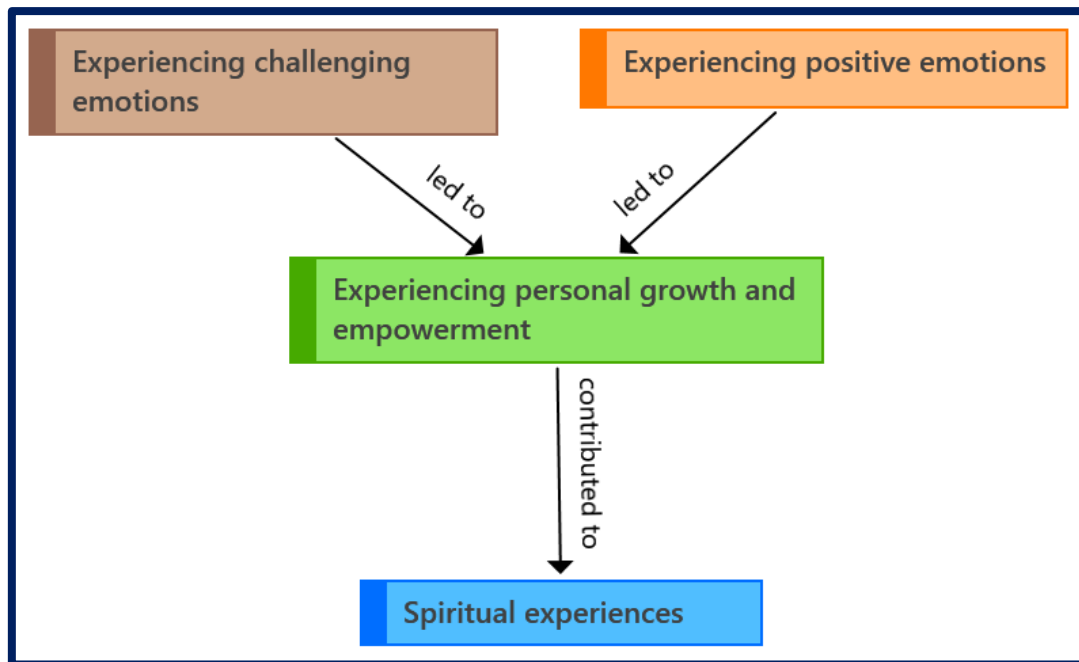 Experiencing challenging
emotions
Experiencing positive emotions
led to
led to
Experiencing personal growth and
empowerment
contributed to
Spiritual experiences